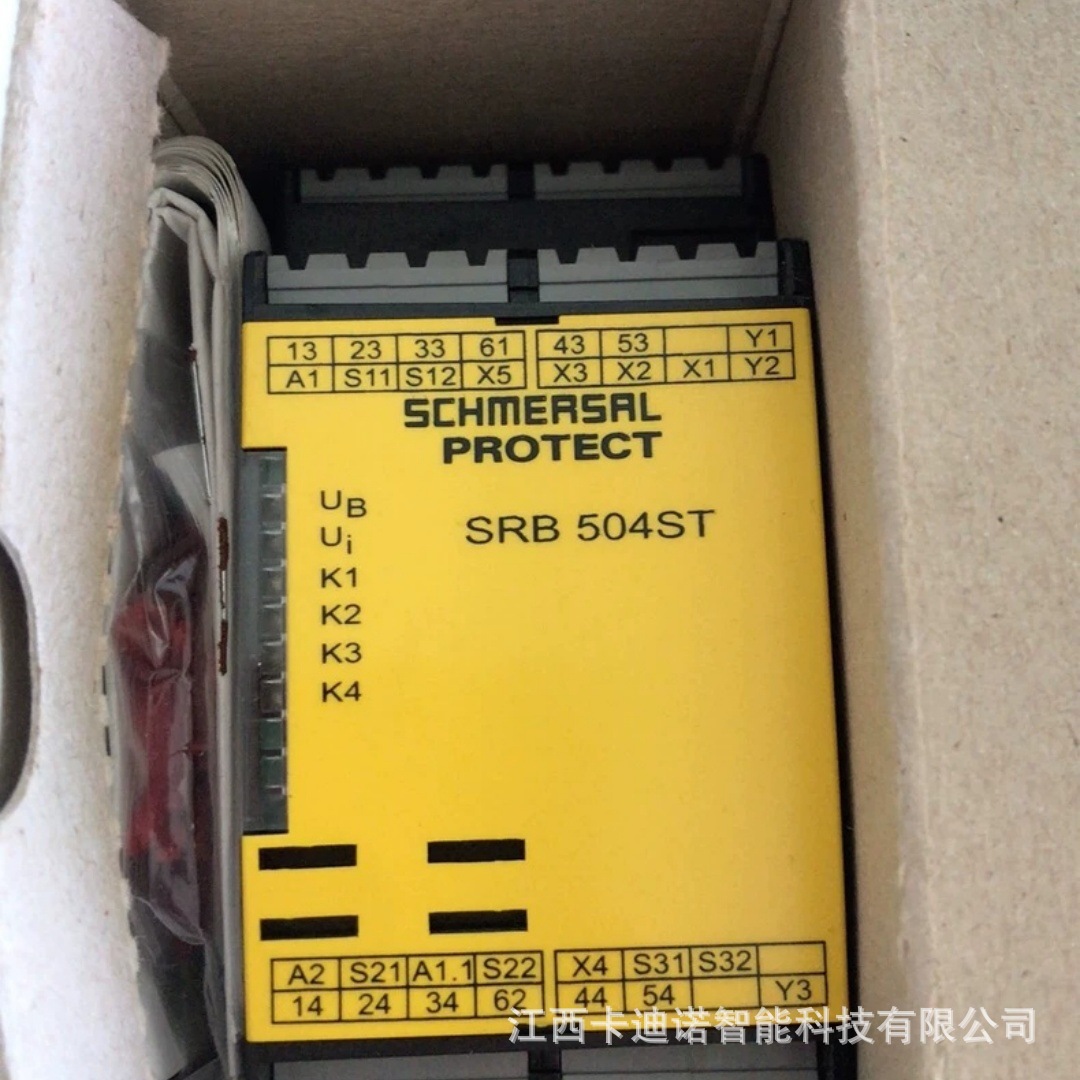 13 23 33 61 43 53 Y1
A1 S11 S12 X5 X3 X2 X1 Y2
SCHMERSAL
PROTECT
UB
Ui
SRB 504ST
K1
K2
K3
K4
A2 S21 A1.1 S22 X4 S31 S32
14 24 34 62 44 54 Y3
江西卡迪诺智能科技有限公司